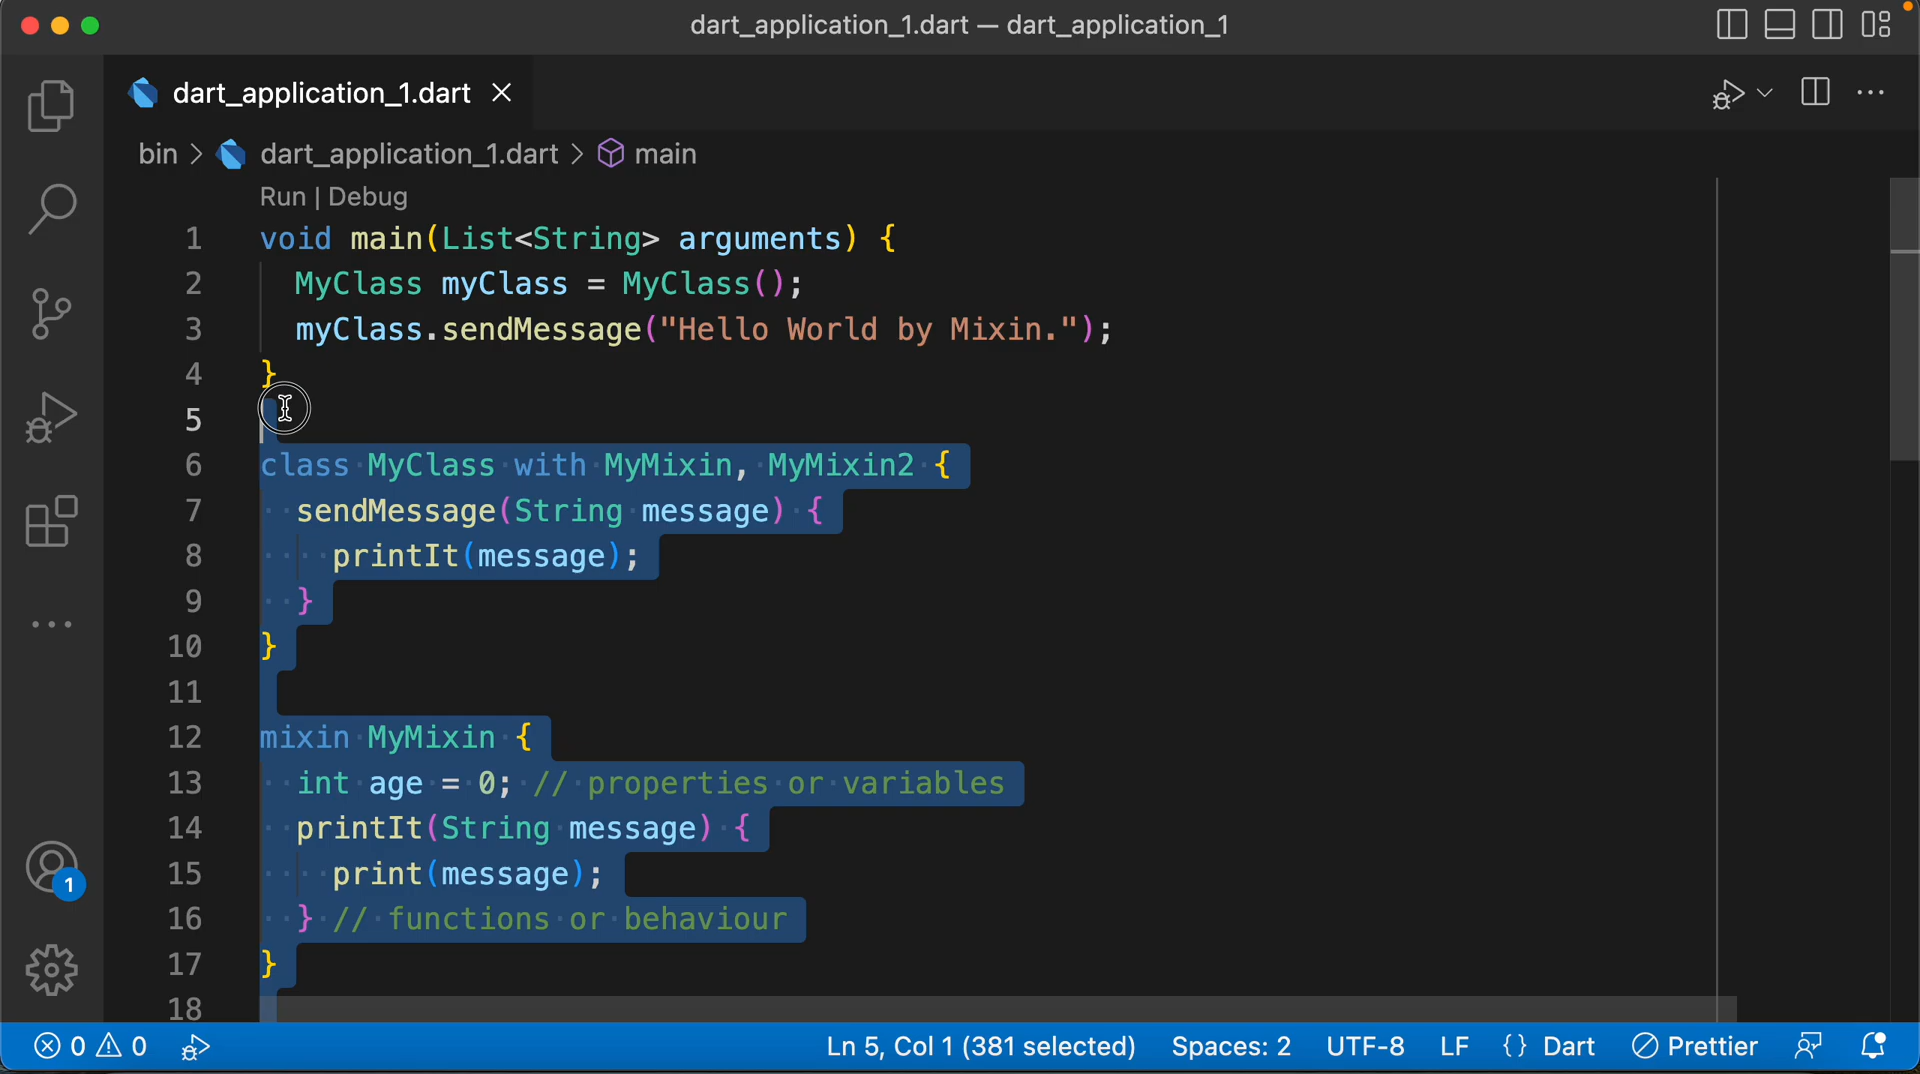 dart_application_1.dart — dart_application_1
dart_application_1.dart
bin > dart_application_1.dart > main
Run | Debug
1 void main(List<String> arguments) {
2 MyClass myClass = MyClass();
3 myClass.sendMessage("Hello World by Mixin.");
4 }
5
6 class MyClass with MyMixin, MyMixin2 {
7 sendMessage(String message) {
8 printIt(message);
9 }
10 }
11
12 mixin MyMixin {
13 int age = 0; // properties or variables
14 printIt(String message) {
15 print(message);
16 } // functions or behaviour
17 }
18
1
0 0 Ln 5, Col 1 (381 selected) Spaces: 2 UTF-8 LF {} Dart Prettier